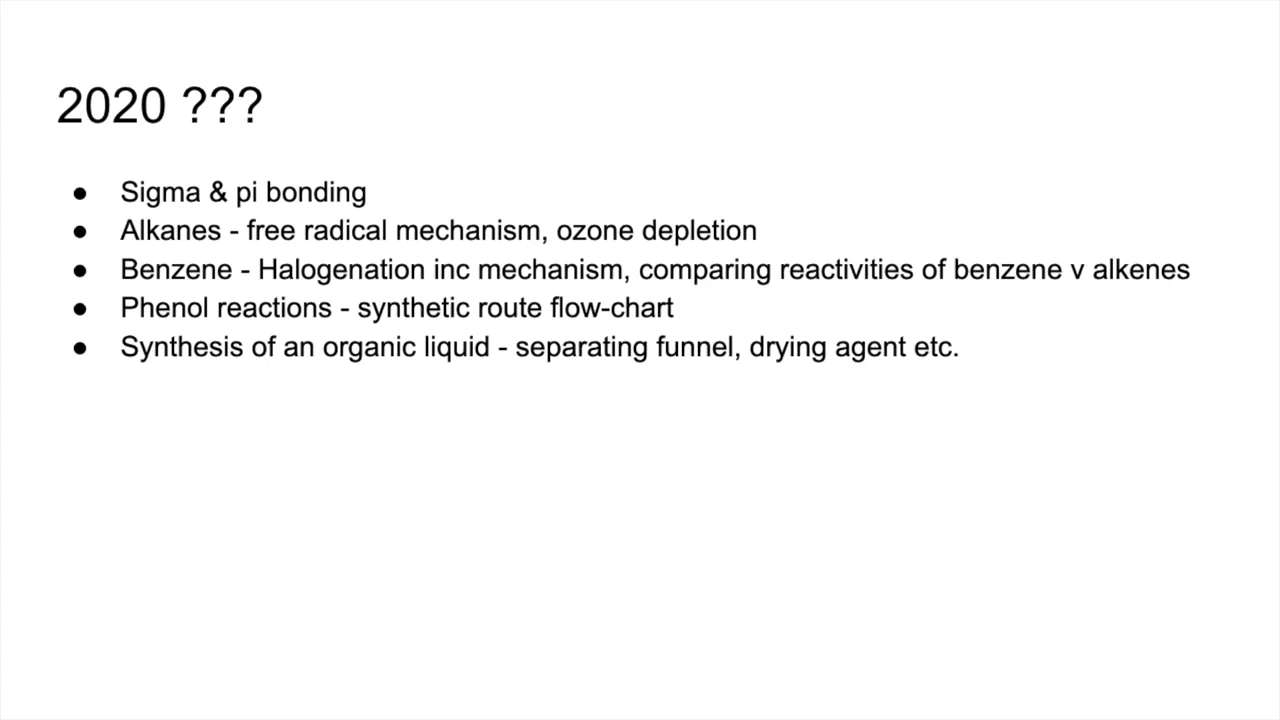 2020 ???
● Sigma & pi bonding
● Alkanes - free radical mechanism, ozone depletion
● Benzene - Halogenation inc mechanism, comparing reactivities of benzene v alkenes
● Phenol reactions - synthetic route flow-chart
● Synthesis of an organic liquid - separating funnel, drying agent etc.